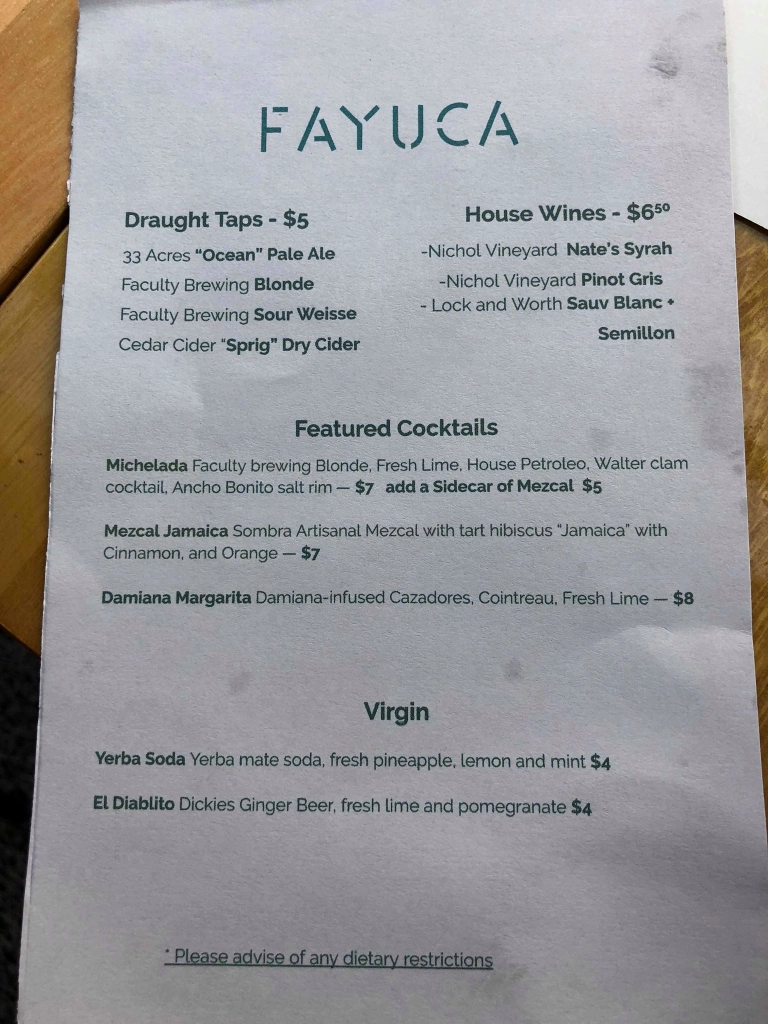 FAYUCA
Draught Taps - $5
33 Acres “Ocean” Pale Ale
Faculty Brewing Blonde
Faculty Brewing Sour Weisse
Cedar Cider “Sprig” Dry Cider
House Wines - $6⁵⁰
-Nichol Vineyard Nate's Syrah
-Nichol Vineyard Pinot Gris
- Lock and Worth Sauv Blanc +
Semillon
Featured Cocktails
Michelada Faculty brewing Blonde, Fresh Lime, House Petroleo, Walter clam
cocktail, Ancho Bonito salt rim — $7 add a Sidecar of Mezcal $5
Mezcal Jamaica Sombra Artisanal Mezcal with tart hibiscus “Jamaica” with
Cinnamon, and Orange — $7
Damiana Margarita Damiana-infused Cazadores, Cointreau, Fresh Lime — $8
Virgin
Yerba Soda Yerba mate soda, fresh pineapple, lemon and mint $4
El Diablito Dickies Ginger Beer, fresh lime and pomegranate $4
* Please advise of any dietary restrictions